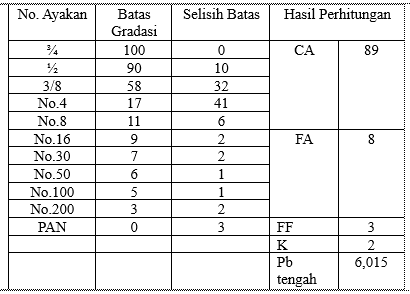 No. Ayakan Batas Gradasi Selisih Batas Hasil Perhitungan
¾ 100 0 CA 89
½ 90 10
3/8 58 32
No.4 17 41
No.8 11 6
No.16 9 2 FA 8
No.30 7 2
No.50 6 1
No.100 5 1
No.200 3 2
PAN 0 3 FF 3
K 2
Pb tengah 6,015